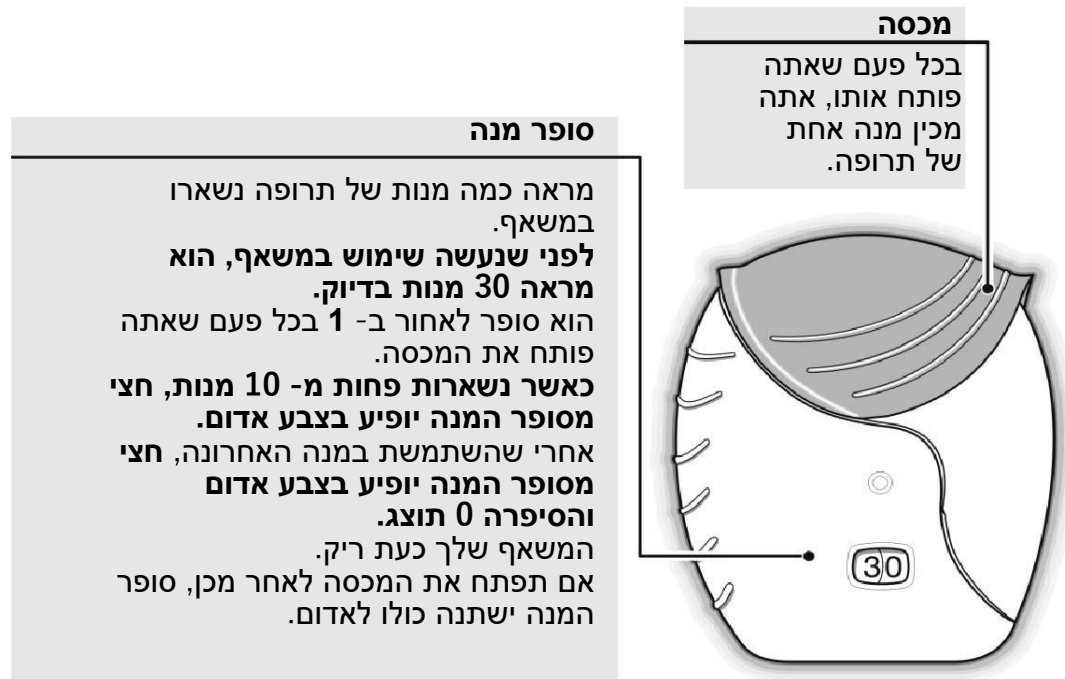 מכסה
בכל פעם שאתה
פותח אותו, אתה
מכין מנה אחת
של תרופה.
סופר מנה
מראה כמה מנות של תרופה נשארו
במשאף.
לפני שנעשה שימוש במשאף, הוא
מראה 30 מנות בדיוק.
הוא סופר לאחור ב- 1 בכל פעם שאתה
פותח את המכסה.
כאשר נשארות פחות מ- 10 מנות, חצי
מסופר המנה יופיע בצבע אדום.
אחרי שהשתמשת במנה האחרונה, חצי
מסופר המנה יופיע בצבע אדום
והסיפרה 0 תוצג.
המשאף שלך כעת ריק.
אם תפתח את המכסה לאחר מכן, סופר
המנה ישתנה כולו לאדום.
30